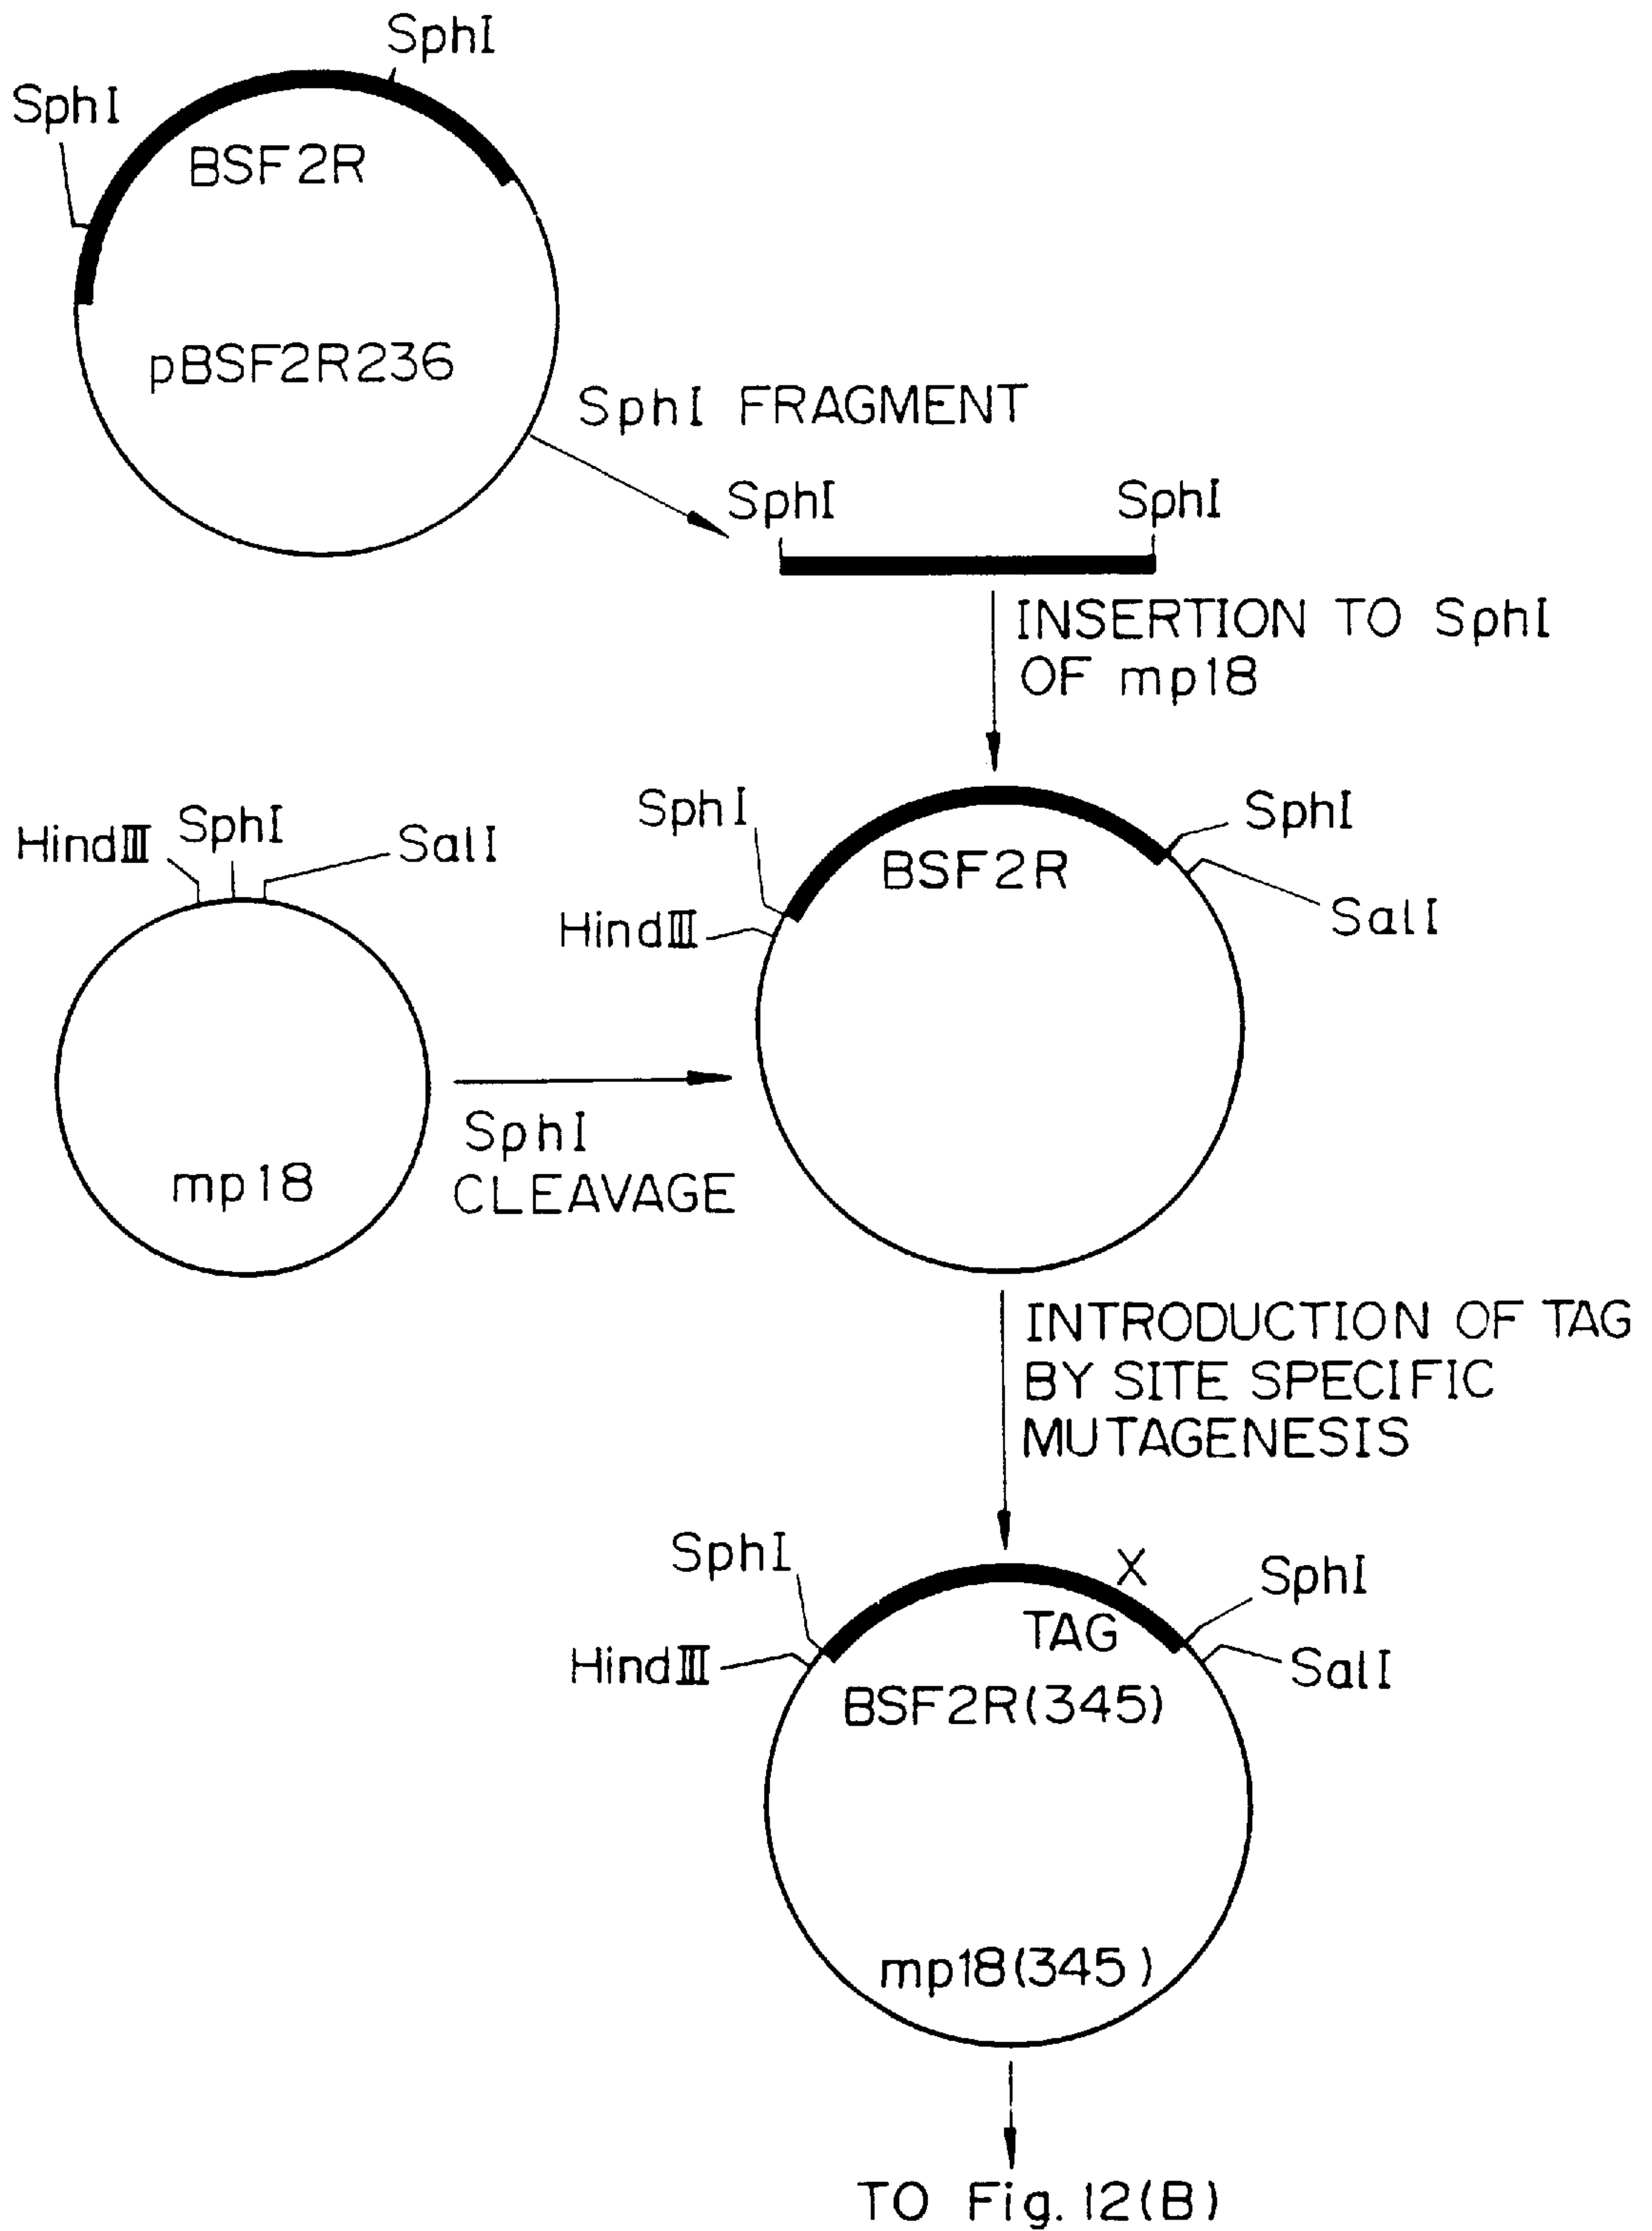 SphI
SphI
BSF2R
pBSF2R236
SphI FRAGMENT
SphI
SphI
INSERTION TO SphI
OF mp18
HindⅢ
SphI
SalI
SphI
SphI
BSF2R
HindⅢ
SalI
mp18
SphI
CLEAVAGE
INTRODUCTION OF TAG
BY SITE SPECIFIC
MUTAGENESIS
SphI
X
SphI
TAG
HindⅢ
SalI
BSF2R(345)
mp18(345)
TO Fig. 12(B)